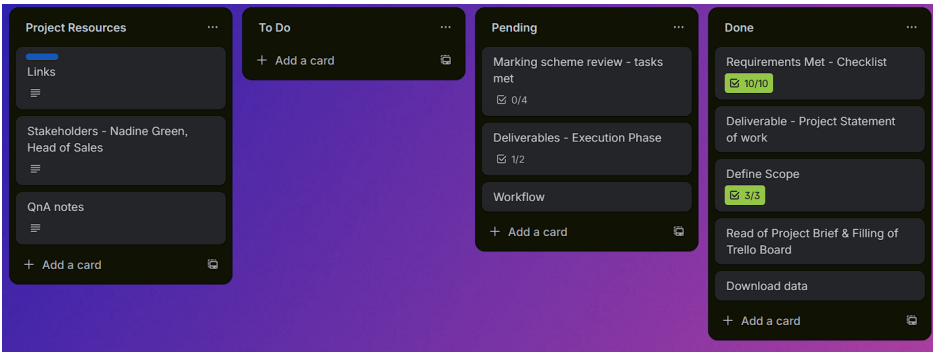 Project Resources
Links
Stakeholders - Nadine Green,
Head of Sales
QnA notes
+ Add a card
To Do
+ Add a card
Pending
Marking scheme review - tasks
met
0/4
Deliverables - Execution Phase
1/2
Workflow
+ Add a card
Done
Requirements Met - Checklist
10/10
Deliverable - Project Statement
of work
Define Scope
3/3
Read of Project Brief & Filling of
Trello Board
Download data
+ Add a card